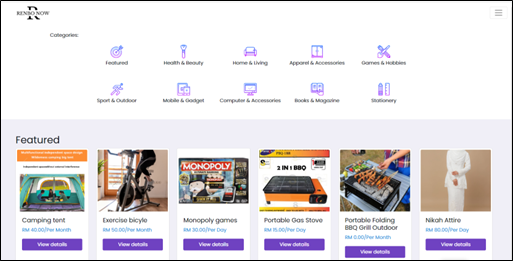 R
RENBO NOW
Categories:
Featured
Health & Beauty
Home & Living
Apparel & Accessories
Games & Hobbies
Sport & Outdoor
Mobile & Gadget
Computer & Accessories
Books & Magazine
Stationery
Featured
MONOPOLY
2 IN 1 BBQ
Camping tent
RM 40.00/Per Month
View details
Exercise bicyle
RM 50.00/Per Month
View details
Monopoly games
RM 30.00/Per Day
View details
Portable Gas Stove
RM 15.00/Per Day
View details
Portable Folding
BBQ Grill Outdoor
RM 0.00/Per Month
View details
Nikah Attire
RM 80.00/Per Day
View details